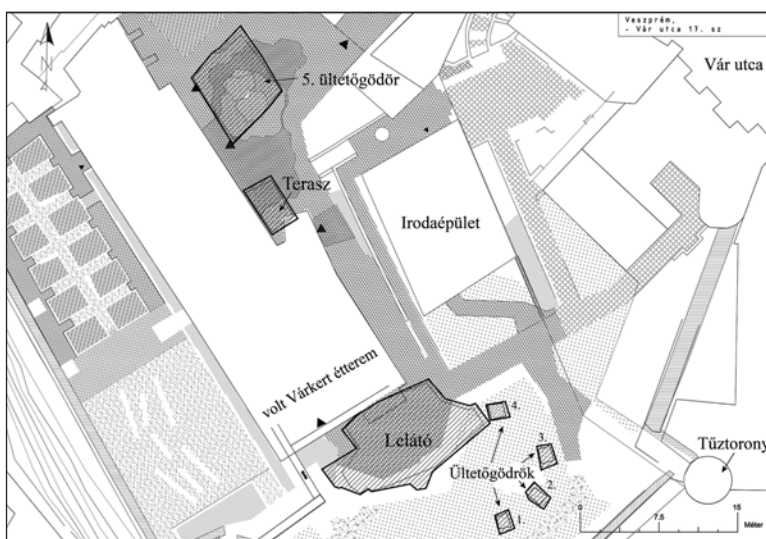 Veszprém,
- Vár utca 17. sz
Vár utca
5. ültetőgödör
Terasz
Irodaépület
volt Várkert étterem
Lelátó
4.
3.
Ültetőgödrök
2.
1.
Tűztorony
0 7.5 15
Méter